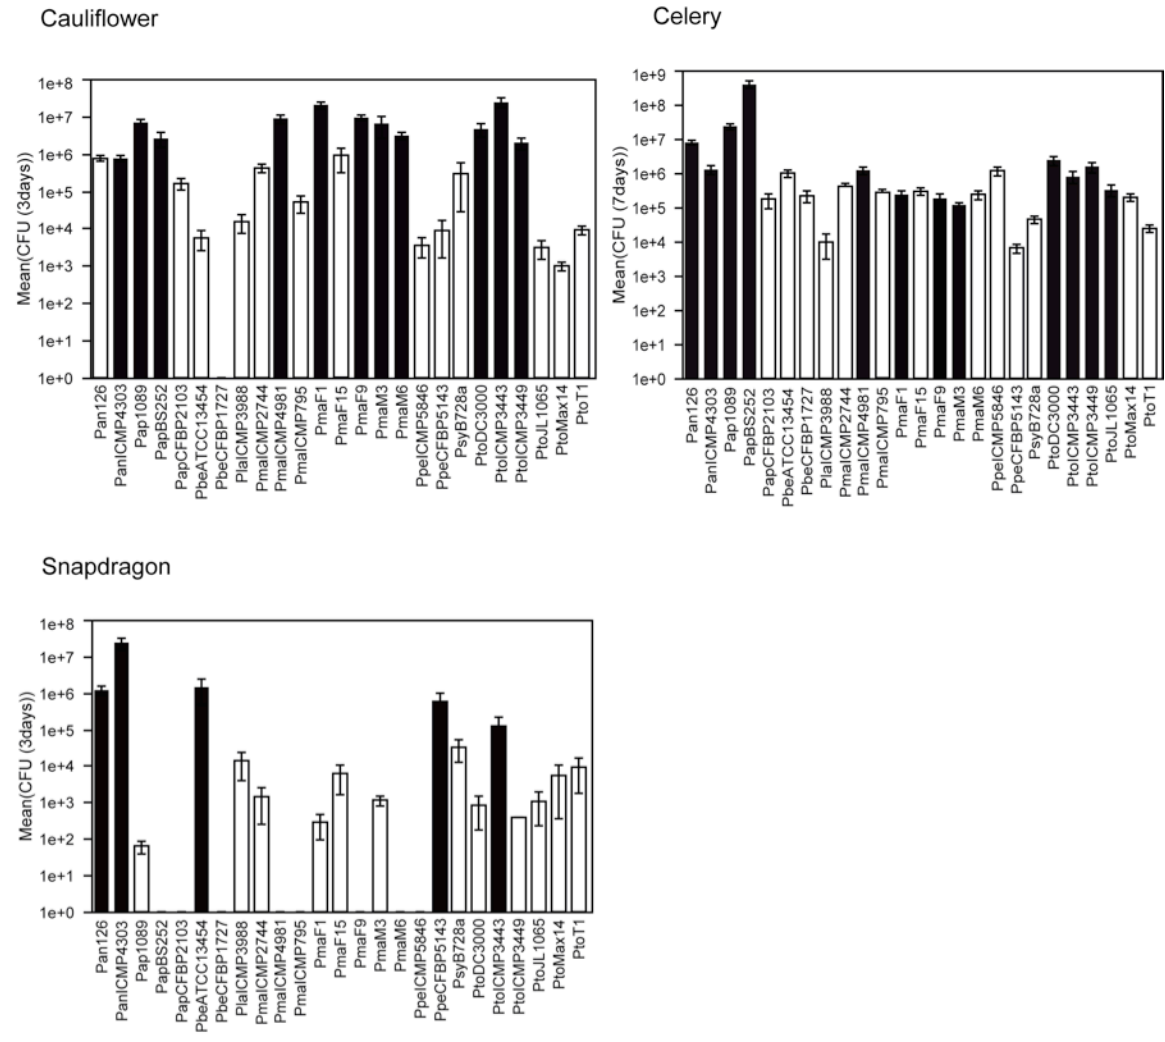 Cauliflower
Mean(CFU (3days))
1e+8
1e+7
1e+6
1e+5
1e+4
1e+3
1e+2
1e+1
1e+0
Pan126
PanICMP4303
Pap1089
PapBS252
PapCFBP2103
PbeATCC13454
PbeCFBP1727
PlaICMP3988
PmaICMP2744
PmaICMP4981
PmaICMP795
PmaF1
PmaF15
PmaF9
PmaM3
PmaM6
PpeICMP5846
PpeCFBP5143
PsyB728a
PtoDC3000
PtoICMP3443
PtoICMP3449
PtoJL1065
PtoMax14
PtoT1
Celery
Mean(CFU (7days))
1e+9
1e+8
1e+7
1e+6
1e+5
1e+4
1e+3
1e+2
1e+1
1e+0
Pan126
PanICMP4303
Pap1089
PapBS252
PapCFBP2103
PbeATCC13454
PbeCFBP1727
PlaICMP3988
PmaICMP2744
PmaICMP4981
PmaICMP795
PmaF1
PmaF15
PmaF9
PmaM3
PmaM6
PpeICMP5846
PpeCFBP5143
PsyB728a
PtoDC3000
PtoICMP3443
PtoICMP3449
PtoJL1065
PtoMax14
PtoT1
Snapdragon
Mean(CFU (3days))
1e+8
1e+7
1e+6
1e+5
1e+4
1e+3
1e+2
1e+1
1e+0
Pan126
PanICMP4303
Pap1089
PapBS252
PapCFBP2103
PbeATCC13454
PbeCFBP1727
PlaICMP3988
PmaICMP2744
PmaICMP4981
PmaICMP795
PmaF1
PmaF15
PmaF9
PmaM3
PmaM6
PpeICMP5846
PpeCFBP5143
PsyB728a
PtoDC3000
PtoICMP3443
PtoICMP3449
PtoJL1065
PtoMax14
PtoT1